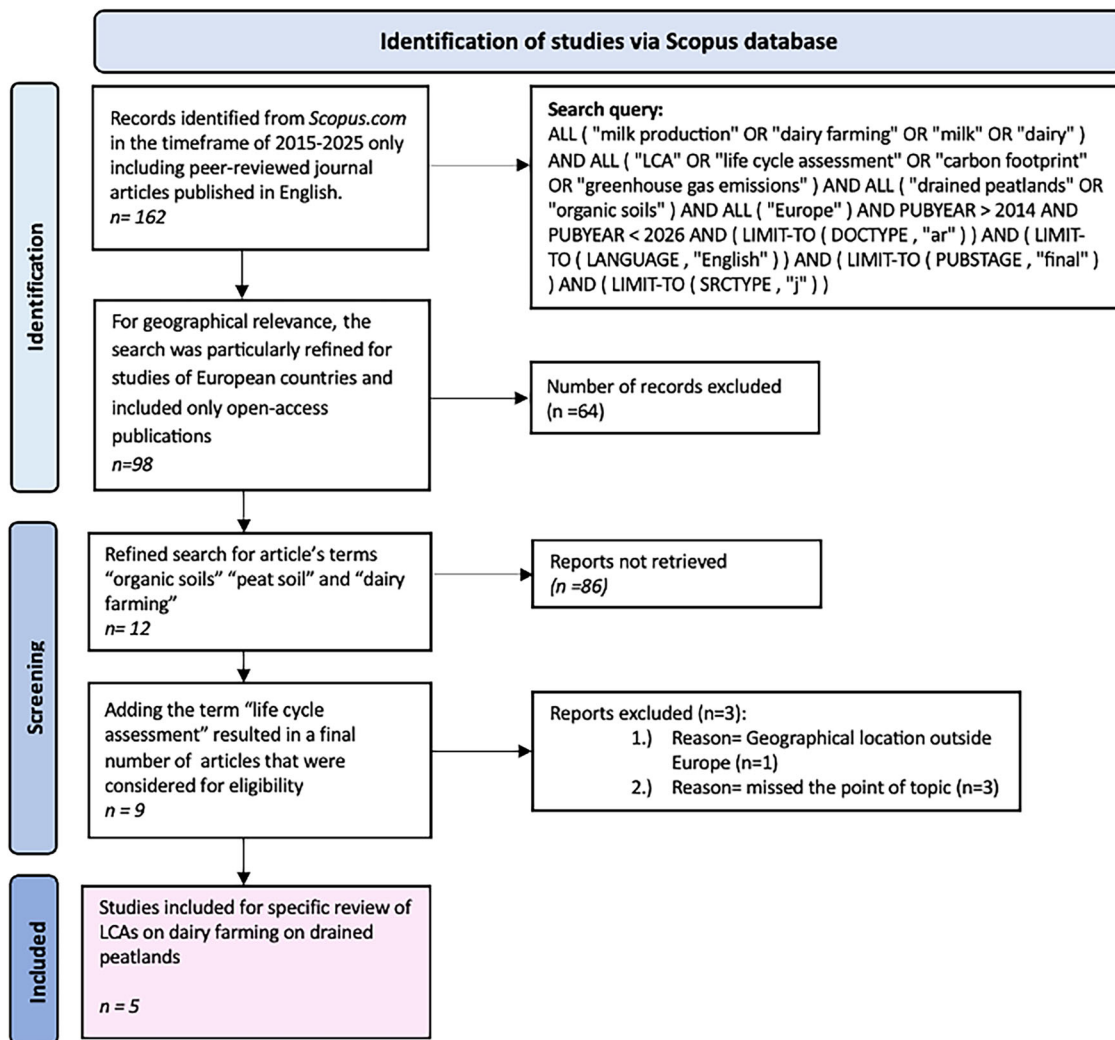 Identification of studies via Scopus database
Identification
Records identified from Scopus.com
in the timeframe of 2015-2025 only
including peer-reviewed journal
articles published in English.
n= 162
Search query:
ALL ( "milk production" OR "dairy farming" OR "milk" OR "dairy" )
AND ALL ( "LCA" OR "life cycle assessment" OR "carbon footprint"
OR "greenhouse gas emissions" ) AND ALL ( "drained peatlands" OR
"organic soils" ) AND ALL ( "Europe" ) AND PUBYEAR > 2014 AND
PUBYEAR < 2026 AND ( LIMIT-TO ( DOCTYPE , "ar" ) ) AND ( LIMIT-
TO ( LANGUAGE , "English" ) ) AND ( LIMIT-TO ( PUBSTAGE , "final" )
) AND ( LIMIT-TO ( SRCTYPE , "j" ) )
For geographical relevance, the
search was particularly refined for
studies of European countries and
included only open-access
publications
n=98
Number of records excluded
(n =64)
Screening
Refined search for article's terms
"organic soils" "peat soil" and "dairy
farming"
n= 12
Reports not retrieved
(n =86)
Adding the term "life cycle
assessment" resulted in a final
number of articles that were
considered for eligibility
n = 9
Reports excluded (n=3):
1.) Reason= Geographical location outside
Europe (n=1)
2.) Reason= missed the point of topic (n=3)
Included
Studies included for specific review of
LCAs on dairy farming on drained
peatlands
n = 5